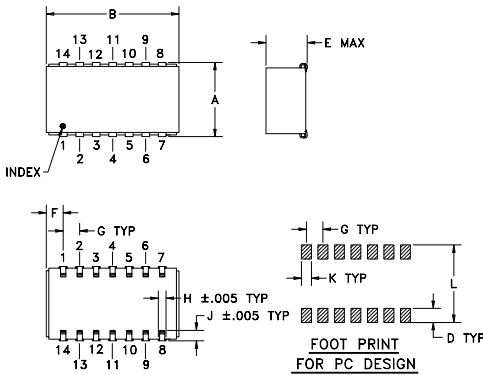 B
13 11 9
14 12 10 8
E MAX
A
INDEX
1 3 5 7
2 4 6
F
G TYP
2 4 6
1 3 5 7
G TYP
K TYP
L
H ±.005 TYP
J ±.005 TYP
D TYP
14 12 10 8
13 11 9
FOOT PRINT
FOR PC DESIGN